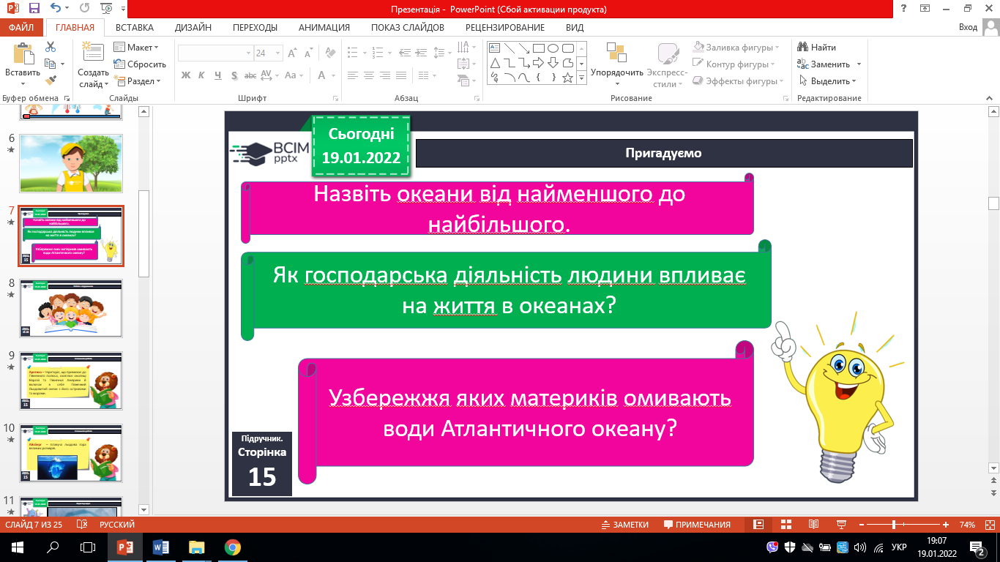 Презентація - PowerPoint (Сбой активации продукта)
ФАЙЛ ГЛАВНАЯ ВСТАВКА ДИЗАЙН ПЕРЕХОДЫ АНИМАЦИЯ ПОКАЗ СЛАЙДОВ РЕЦЕНЗИРОВАНИЕ ВИД Вход
Вставить
Создать слайд
Макет
Сбросить
Раздел
24
Ж К Ч S abc AV Aa A
Упорядочить
Экспресс-стили
Заливка фигуры
Контур фигуры
Эффекты фигуры
Найти
Заменить
Выделить
Буфер обмена Слайды Шрифт Абзац Рисование Редактирование
6
7
8
9
10
11
Сьогодні
19.01.2022
ВСІМ
pptx
Пригадуємо
Назвіть океани від найменшого до
найбільшого.
Як господарська діяльність людини впливає
на життя в океанах?
Узбережжя яких материків омивають
води Атлантичного океану?
Підручник.
Сторінка
15
СЛАЙД 7 ИЗ 25 РУССКИЙ ЗАМЕТКИ ПРИМЕЧАНИЯ 74%
УКР
19:07
19.01.2022
2